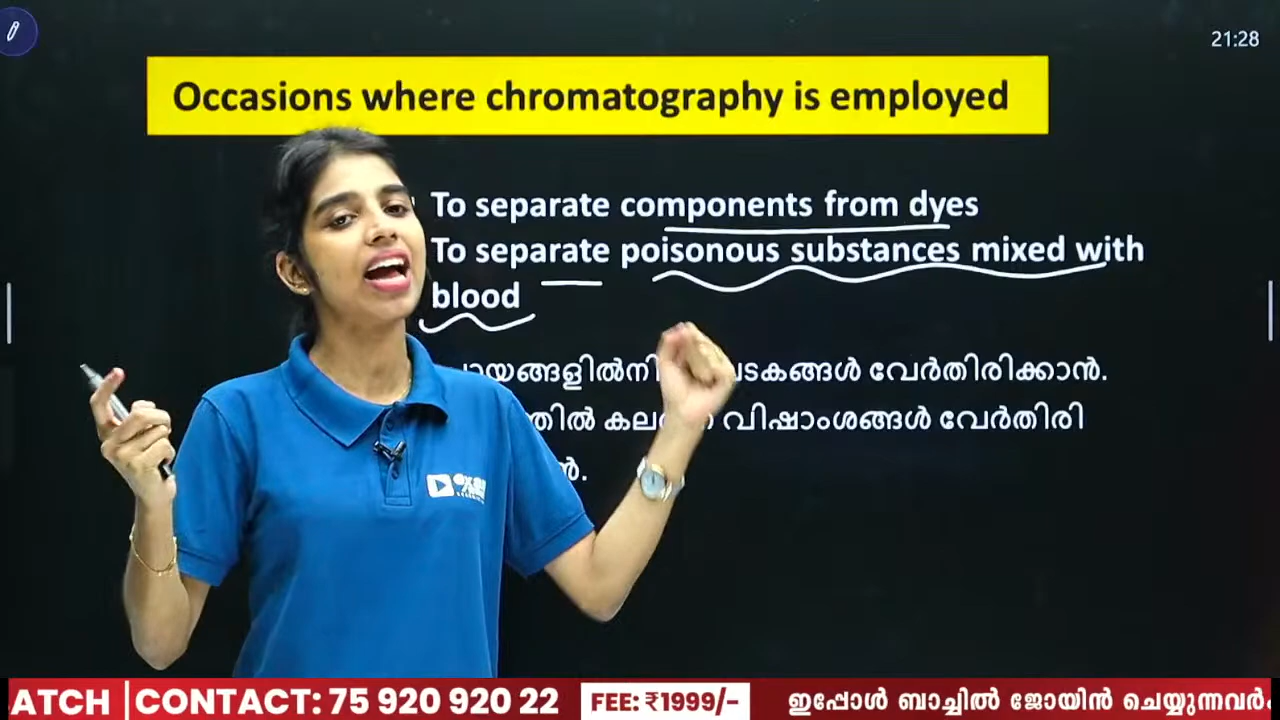 21:28
Occasions where chromatography is employed
To separate components from dyes
To separate poisonous substances mixed with
blood
വേർതിരിക്കാൻ.
വിഷാംശങ്ങൾ വേർതിരി
ATCH | CONTACT: 75 920 920 22 FEE: ₹1999/- ഇപ്പോൾ ബാച്ചിൽ ജോയിൻ ചെയ്യുന്നവർക്